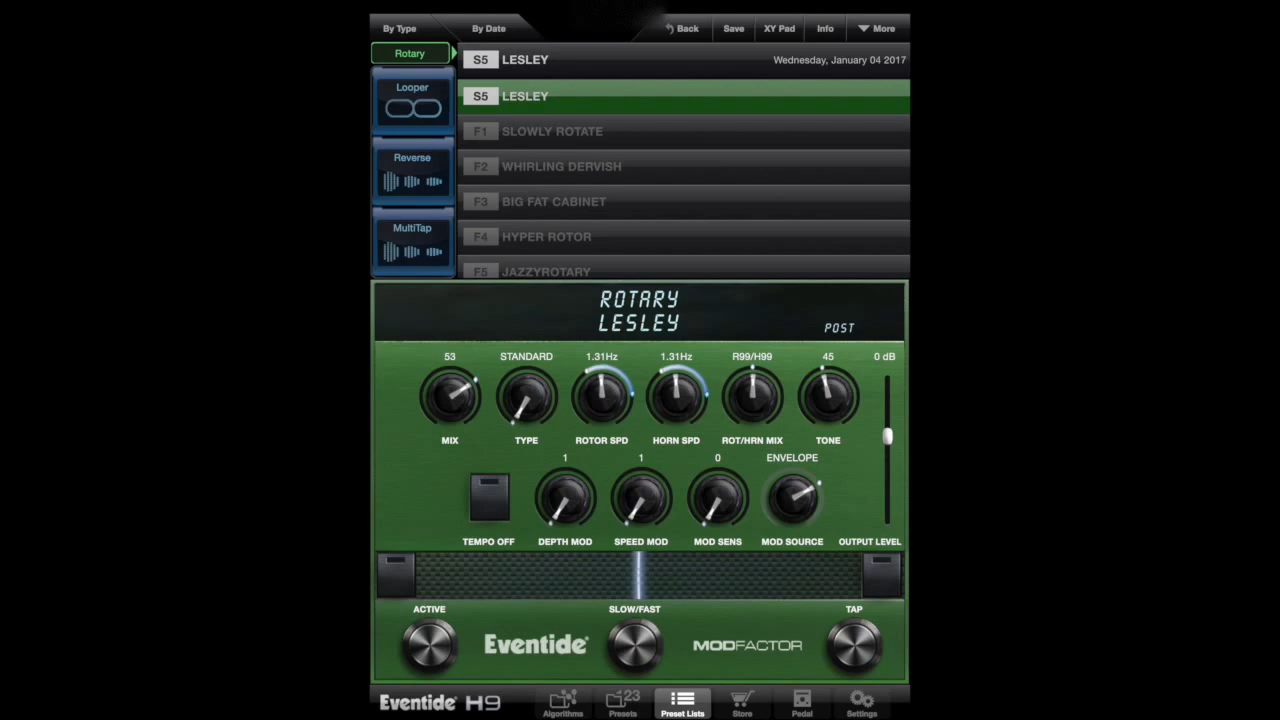 By Type By Date Back Save XY Pad Info More
Rotary
S5 LESLEY Wednesday, January 04 2017
Looper
S5 LESLEY
F1 SLOWLY ROTATE
Reverse
F2 WHIRLING DERVISH
F3 BIG FAT CABINET
MultiTap
F4 HYPER ROTOR
F5 JAZZYROTARY
ROTARY
LESLEY
POST
53 STANDARD 1.31Hz 1.31Hz R99/H99 45 0 dB
MIX TYPE ROTOR SPD HORN SPD ROT/HRN MIX TONE
1 1 0 ENVELOPE
TEMPO OFF DEPTH MOD SPEED MOD MOD SENS MOD SOURCE OUTPUT LEVEL
ACTIVE SLOW/FAST TAP
Eventide® MODFACTOR
Eventide® H9
123
Algorithms Presets Preset Lists Store Pedal Settings